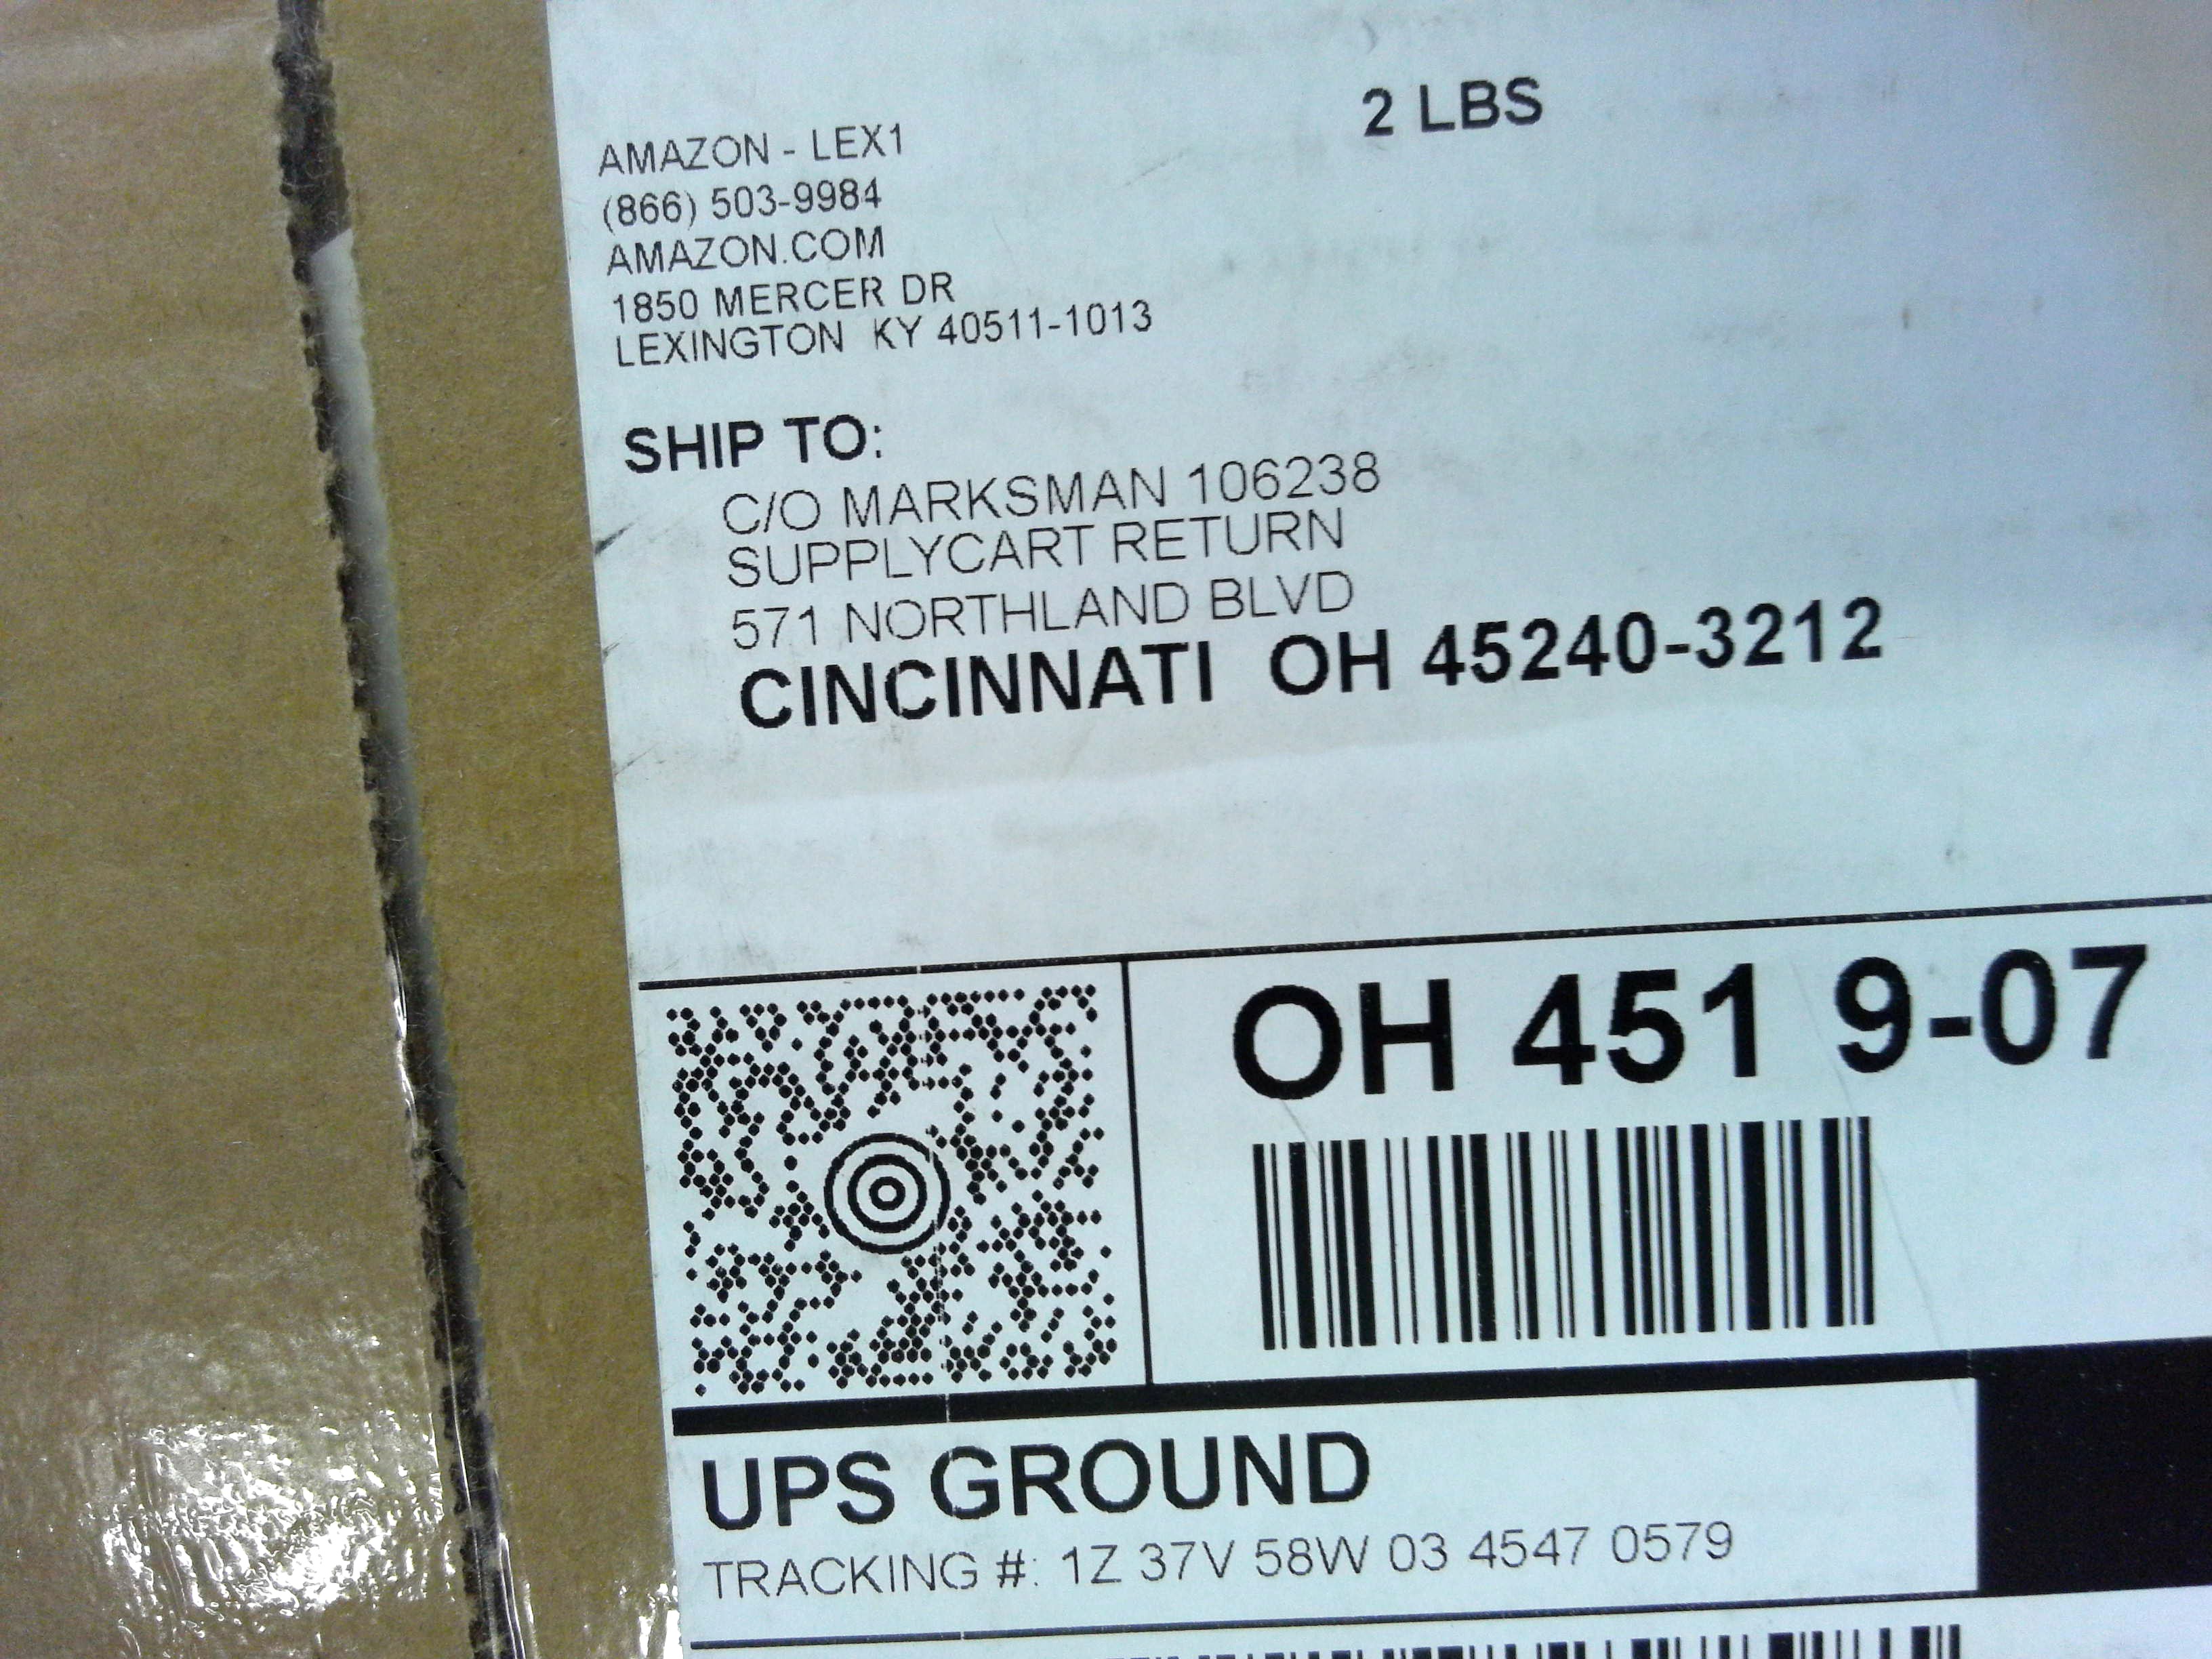 2 LBS
AMAZON - LEX1
(866) 503-9984
AMAZON.COM
1850 MERCER DR
LEXINGTON KY 40511-1013
SHIP TO:
C/O MARKSMAN 106238
SUPPLYCART RETURN
571 NORTHLAND BLVD
CINCINNATI OH 45240-3212
OH 451 9-07
UPS GROUND
TRACKING #: 1Z 37V 58W 03 4547 0579